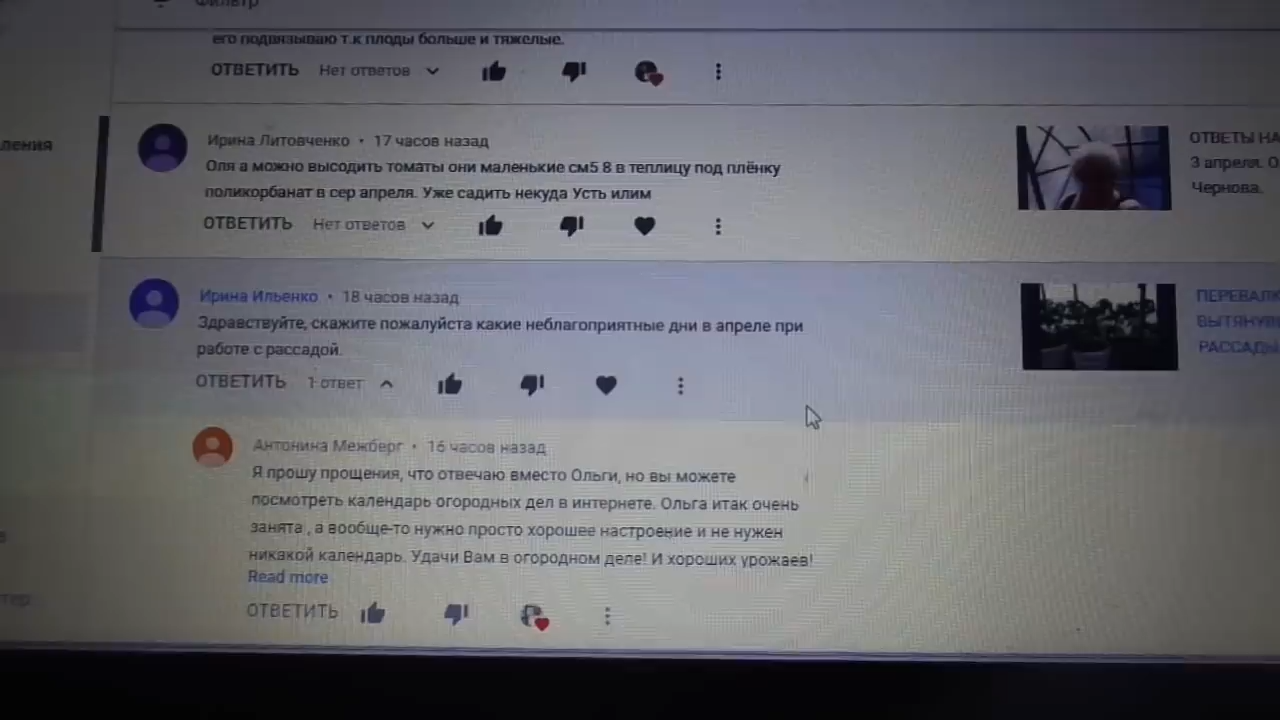 Фильтр
его подвязываю т.к плоды больше и тяжелые.
ОТВЕТИТЬ Нет ответов
ления
Ирина Литовченко • 17 часов назад
Оля а можно высодить томаты они маленькие см5 8 в теплицу под плёнку
поликорбанат в сер апреля. Уже садить некуда Усть илим
ОТВЕТИТЬ Нет ответов
ОТВЕТЫ НА
3 апреля. О
Чернова.
Ирина Ильенко • 18 часов назад
Здравствуйте, скажите пожалуйста какие неблагоприятные дни в апреле при
работе с рассадой.
ОТВЕТИТЬ 1 ответ
ПЕРЕВАЛК
ВЫТЯНУВ
РАССАДЫ
Антонина Межберг • 16 часов назад
Я прошу прощения, что отвечаю вместо Ольги, но вы можете
посмотреть календарь огородных дел в интернете. Ольга итак очень
занята , а вообще-то нужно просто хорошее настроение и не нужен
никакой календарь. Удачи Вам в огородном деле! И хороших урожаев!
Read more
ОТВЕТИТЬ